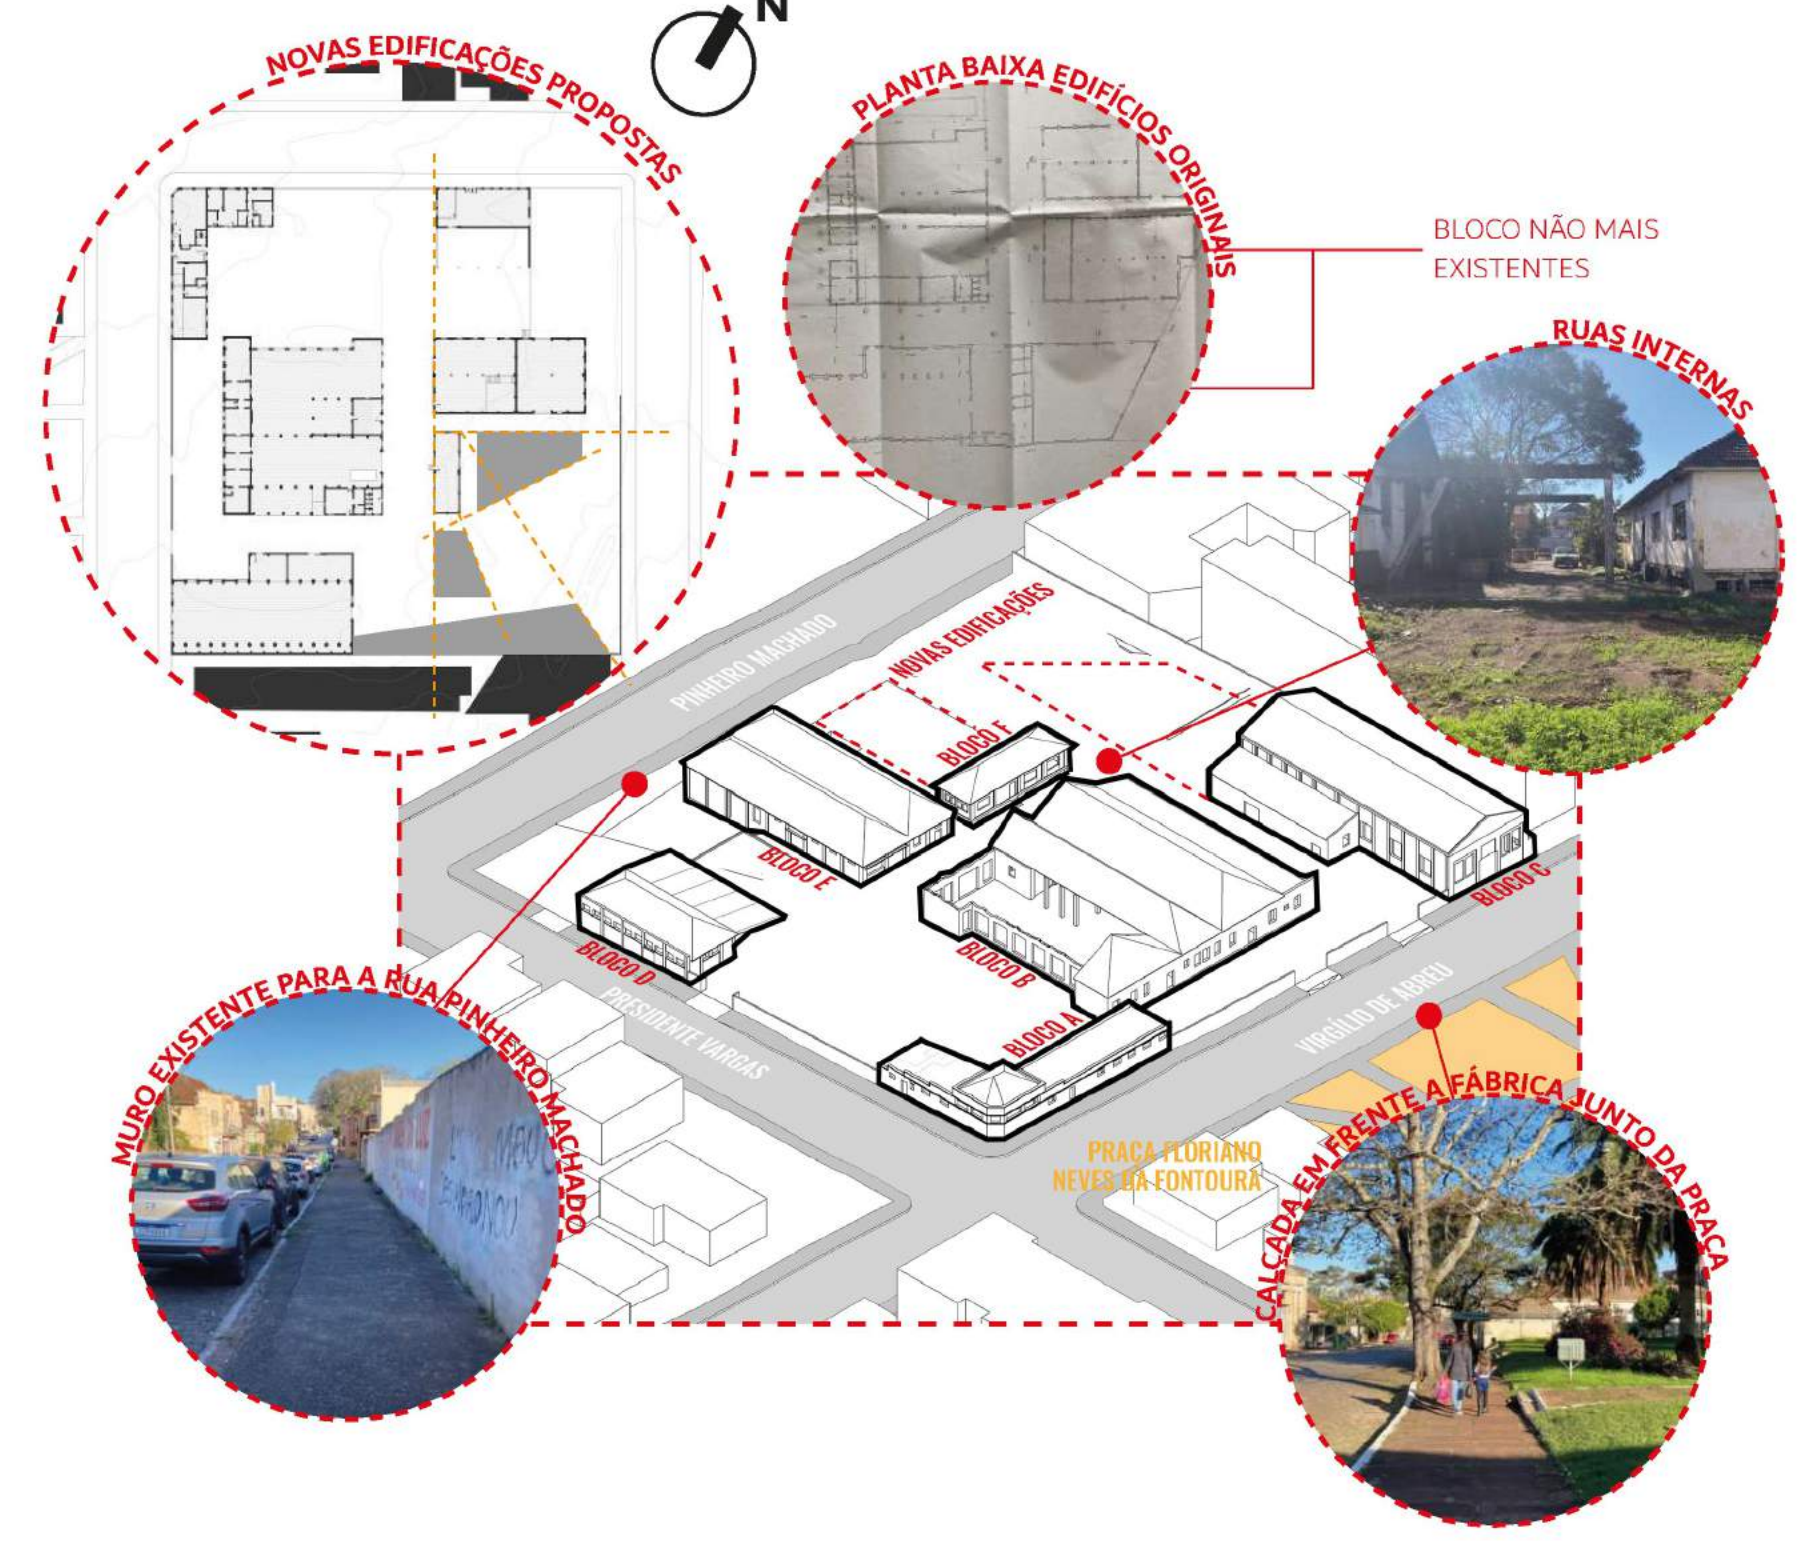 N
NOVAS EDIFICAÇÕES PROPOSTAS
PLANTA BAIXA EDIFÍCIOS ORIGINAIS
BLOCO NÃO MAIS
EXISTENTES
RUAS INTERNAS
PINHEIRO MACHADO
NOVAS EDIFICAÇÕES
BLOCO F
BLOCO E
BLOCO C
BLOCO D
BLOCO B
BLOCO A
PRESIDENTE VARGAS
VIRGÍLIO DE ABREU
MURO EXISTENTE PARA A RUA PINHEIRO MACHADO
PRAÇA FLORIANO
NEVES DA FONTOURA
CALÇADA EM FRENTE A FÁBRICA JUNTO DA PRAÇA